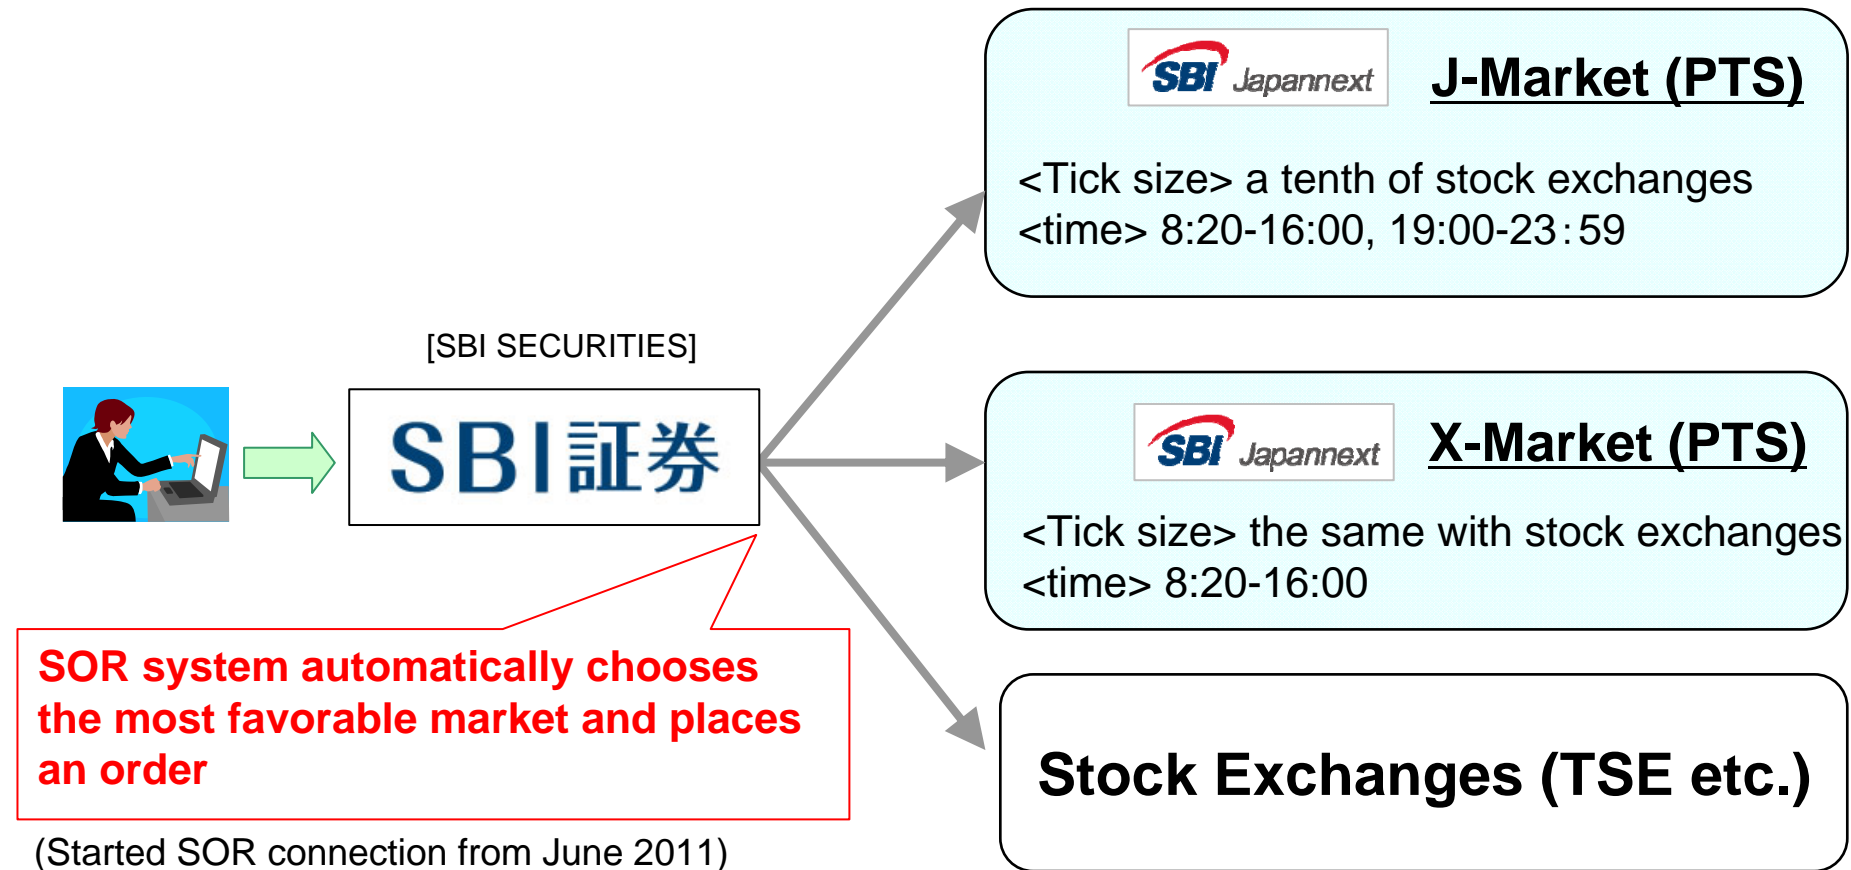 SBI Japannext
J-Market (PTS)
<Tick size> a tenth of stock exchanges
<time> 8:20-16:00, 19:00-23：59
[SBI SECURITIES]
SBI証券
SBI Japannext
X-Market (PTS)
<Tick size> the same with stock exchanges
<time> 8:20-16:00
SOR system automatically chooses
the most favorable market and places
an order
Stock Exchanges (TSE etc.)
(Started SOR connection from June 2011)